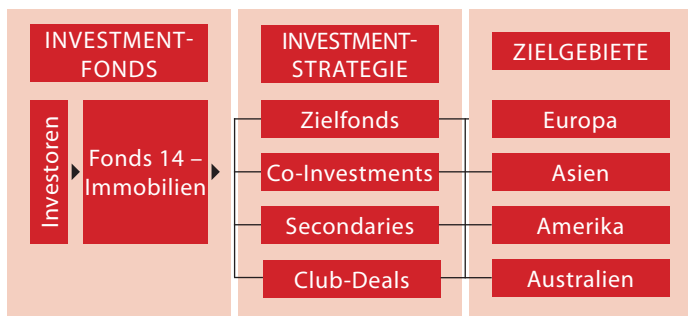 INVESTMENT-
FONDS
Investoren
Fonds 14 –
Immobilien
INVESTMENT-
STRATEGIE
Zielfonds
Co-Investments
Secondaries
Club-Deals
ZIELGEBIETE
Europa
Asien
Amerika
Australien